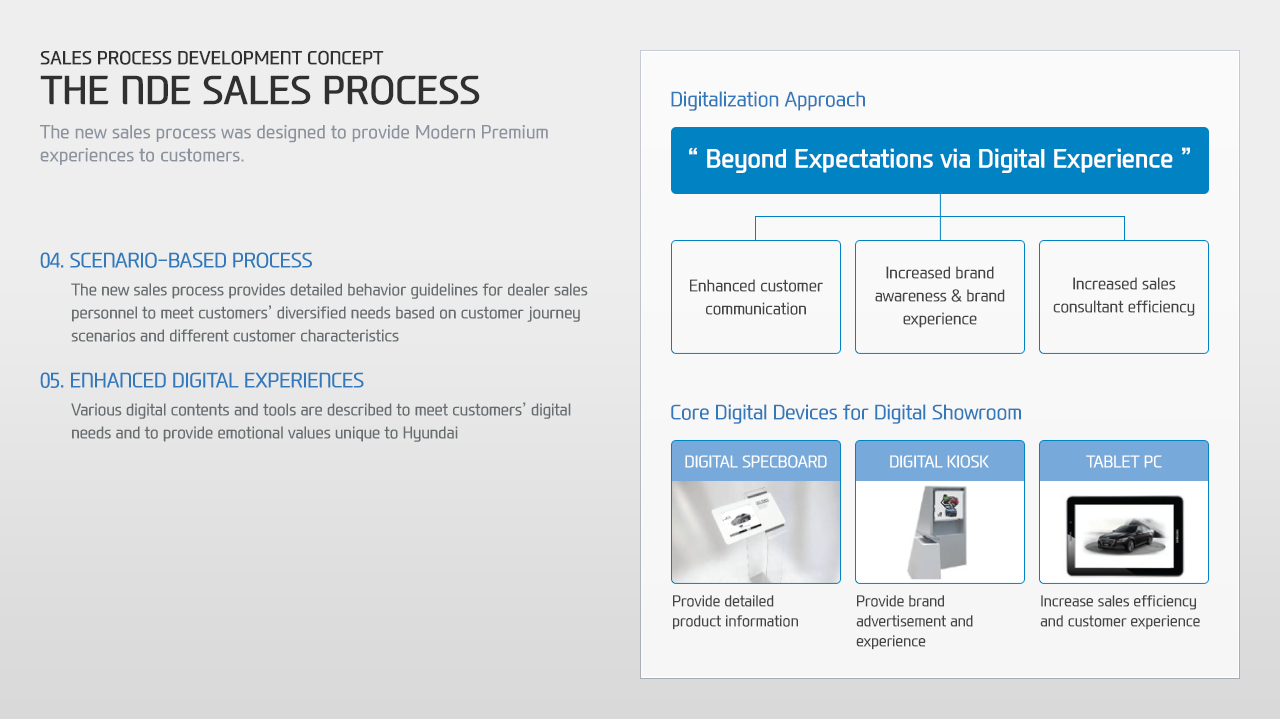 SALES PROCESS DEVELOPMENT CONCEPT
THE NDE SALES PROCESS
The new sales process was designed to provide Modern Premium
experiences to customers.
04. SCENARIO-BASED PROCESS
The new sales process provides detailed behavior guidelines for dealer sales
personnel to meet customers’ diversified needs based on customer journey
scenarios and different customer characteristics
05. ENHANCED DIGITAL EXPERIENCES
Various digital contents and tools are described to meet customers’ digital
needs and to provide emotional values unique to Hyundai
Digitalization Approach
“ Beyond Expectations via Digital Experience ”
Enhanced customer
communication
Increased brand
awareness & brand
experience
Increased sales
consultant efficiency
Core Digital Devices for Digital Showroom
DIGITAL SPECBOARD
Provide detailed
product information
DIGITAL KIOSK
Provide brand
advertisement and
experience
TABLET PC
Increase sales efficiency
and customer experience